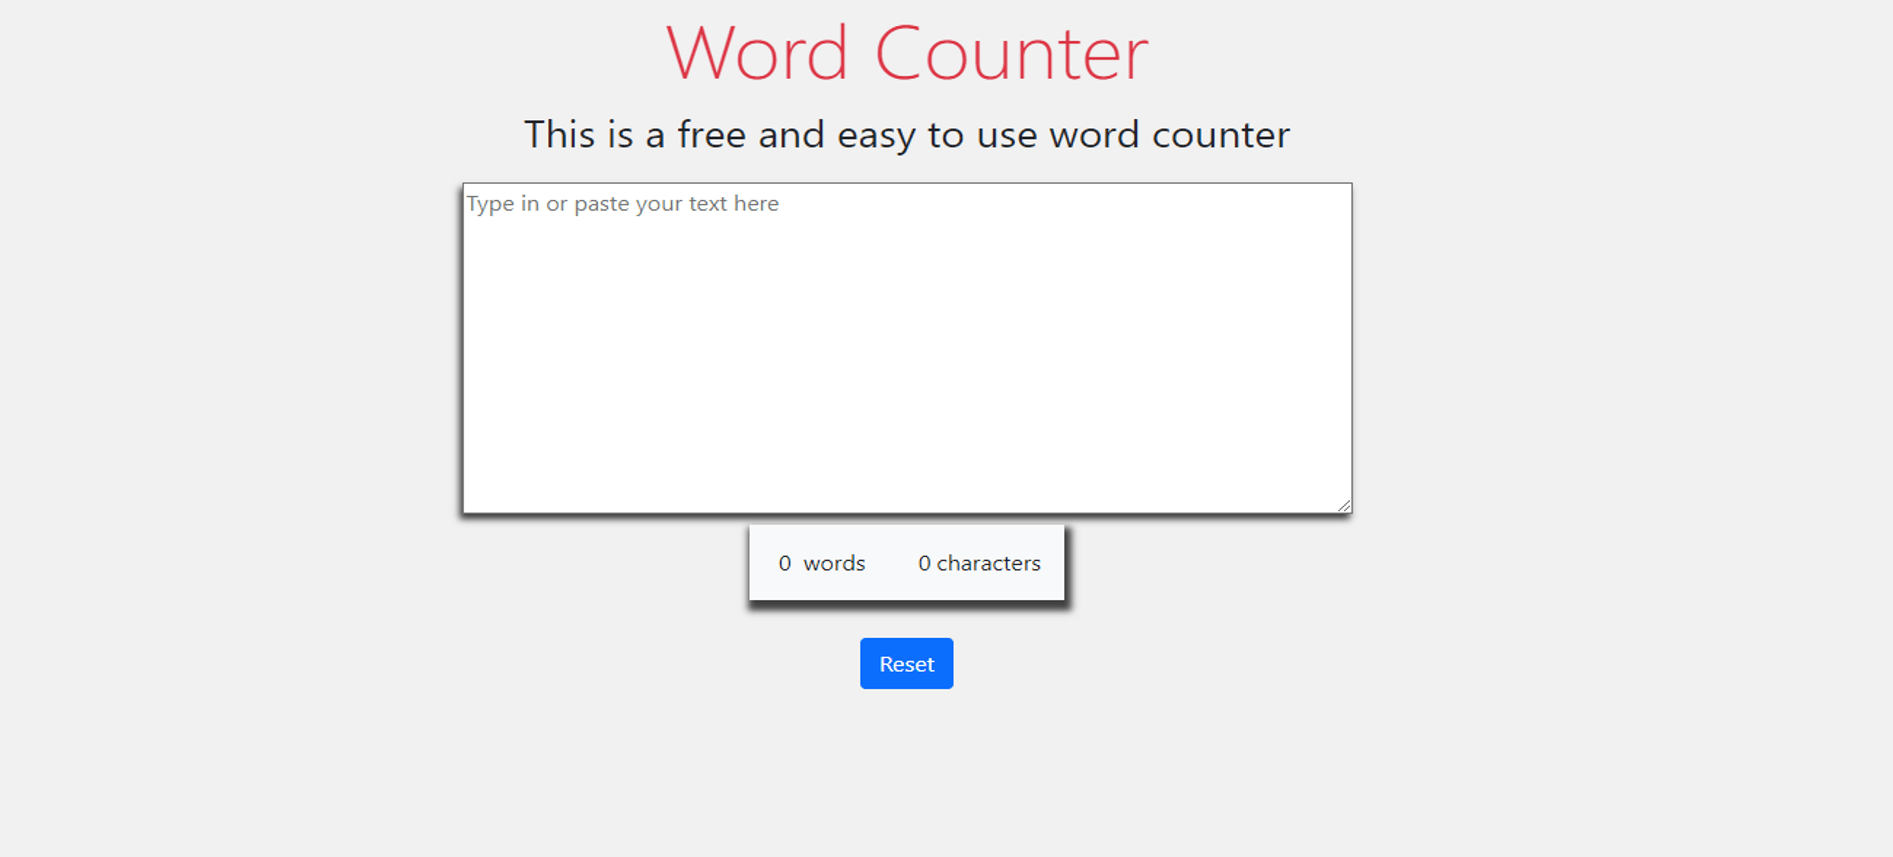 Word Counter
This is a free and easy to use word counter
Type in or paste your text here
0 words 0 characters
Reset